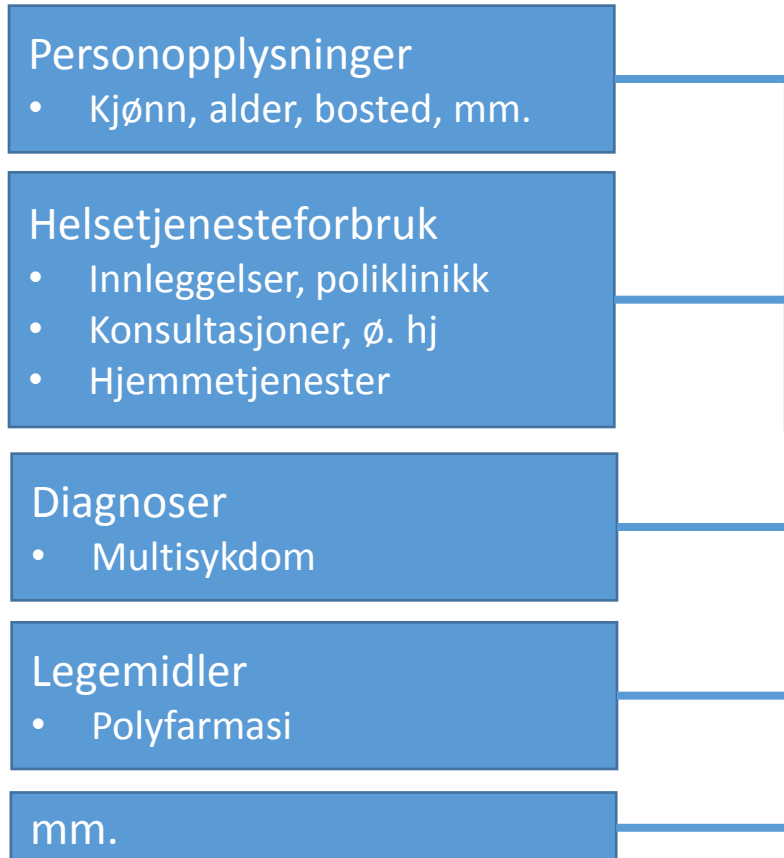 Personopplysninger
• Kjønn, alder, bosted, mm.
Helsetjenesteforbruk
• Innleggelser, poliklinikk
• Konsultasjoner, ø. hj
• Hjemmetjenester
Diagnoser
• Multisykdom
Legemidler
• Polyfarmasi
mm.